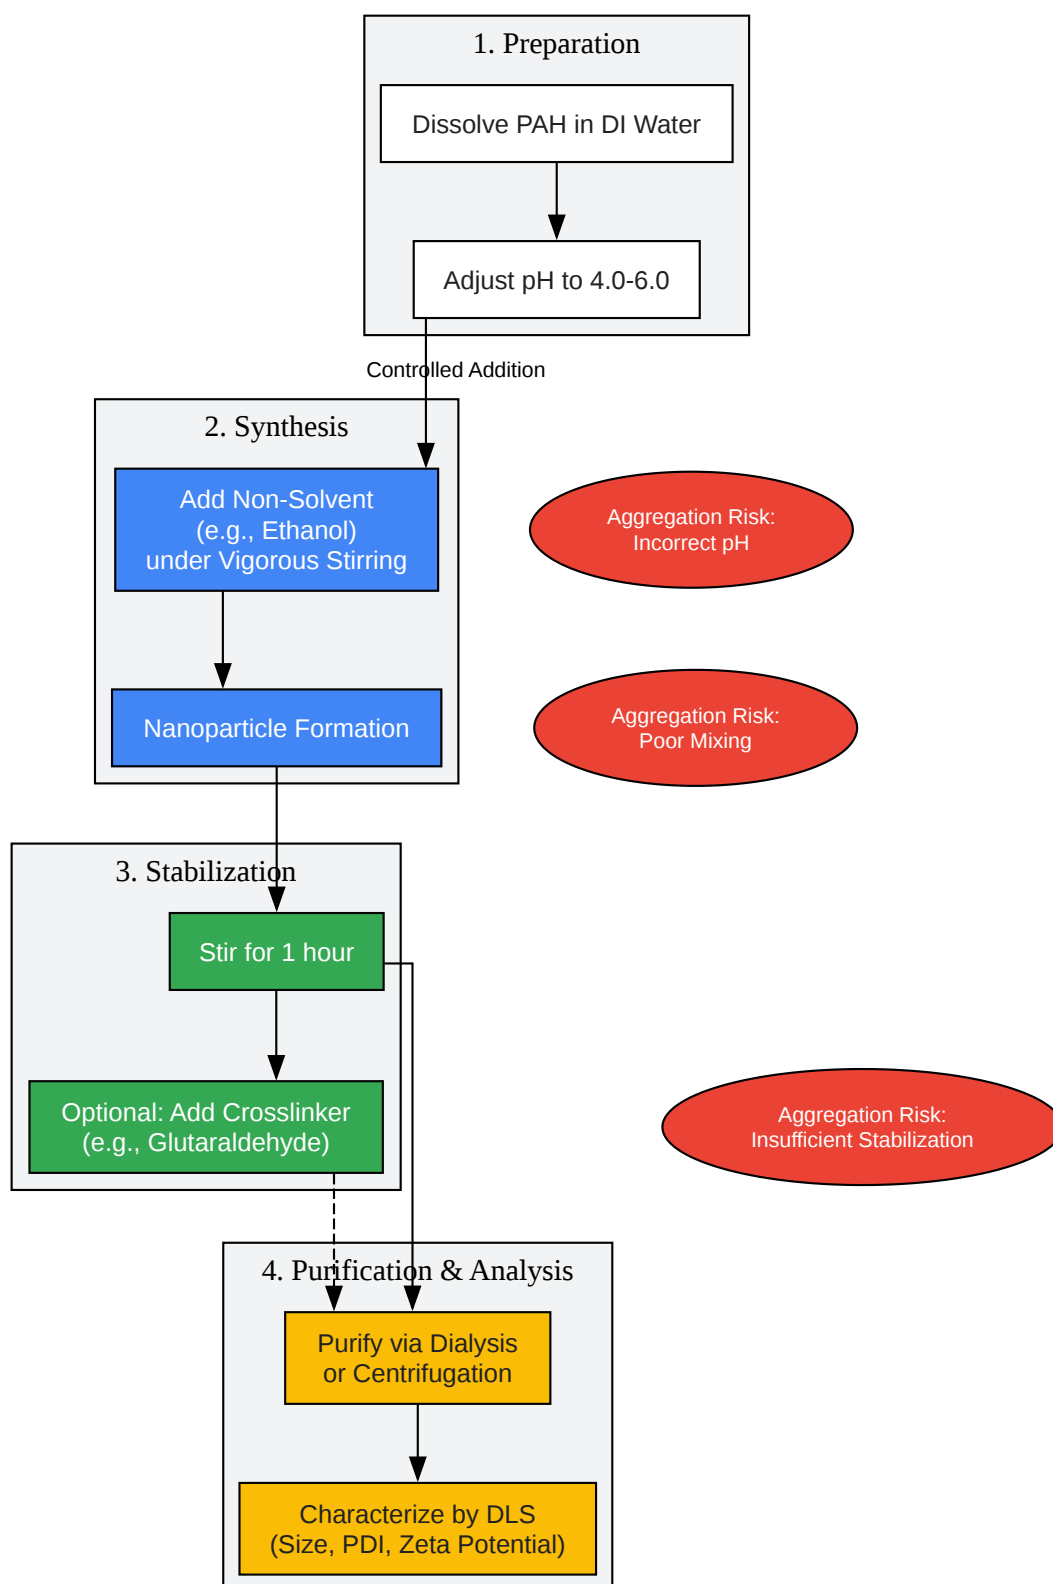 1. Preparation
Dissolve PAH in DI Water
Adjust pH to 4.0-6.0
Controlled Addition
2. Synthesis
Add Non-Solvent
(e.g., Ethanol)
under Vigorous Stirring
Aggregation Risk:
Incorrect pH
Nanoparticle Formation
Aggregation Risk:
Poor Mixing
3. Stabilization
Stir for 1 hour
Optional: Add Crosslinker
(e.g., Glutaraldehyde)
Aggregation Risk:
Insufficient Stabilization
4. Purification & Analysis
Purify via Dialysis
or Centrifugation
Characterize by DLS
(Size, PDI, Zeta Potential)